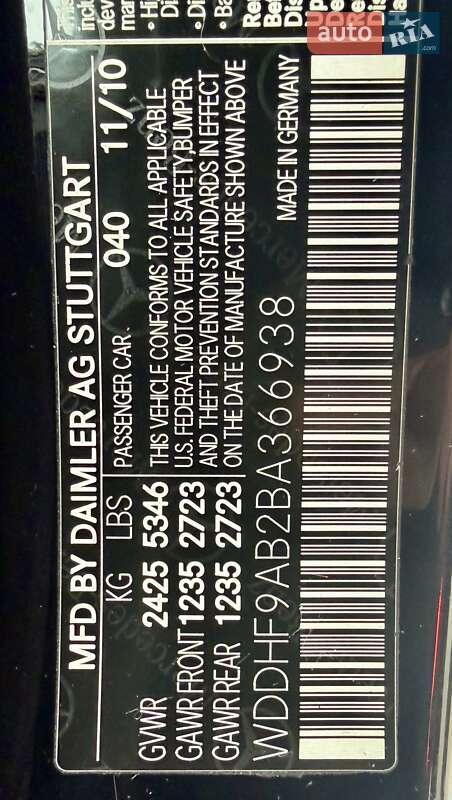 auto RIA
.com
MFD BY DAIMLER AG STUTTGART
KG LBS
PASSENGER CAR 040 11/10
GVWR 2425 5346
GAWR FRONT 1235 2723
GAWR REAR 1235 2723
THIS VEHICLE CONFORMS TO ALL APPLICABLE
U.S. FEDERAL MOTOR VEHICLE SAFETY,BUMPER
AND THEFT PREVENTION STANDARDS IN EFFECT
ON THE DATE OF MANUFACTURE SHOWN ABOVE
WDDHF9AB2BA366938 MADE IN GERMANY